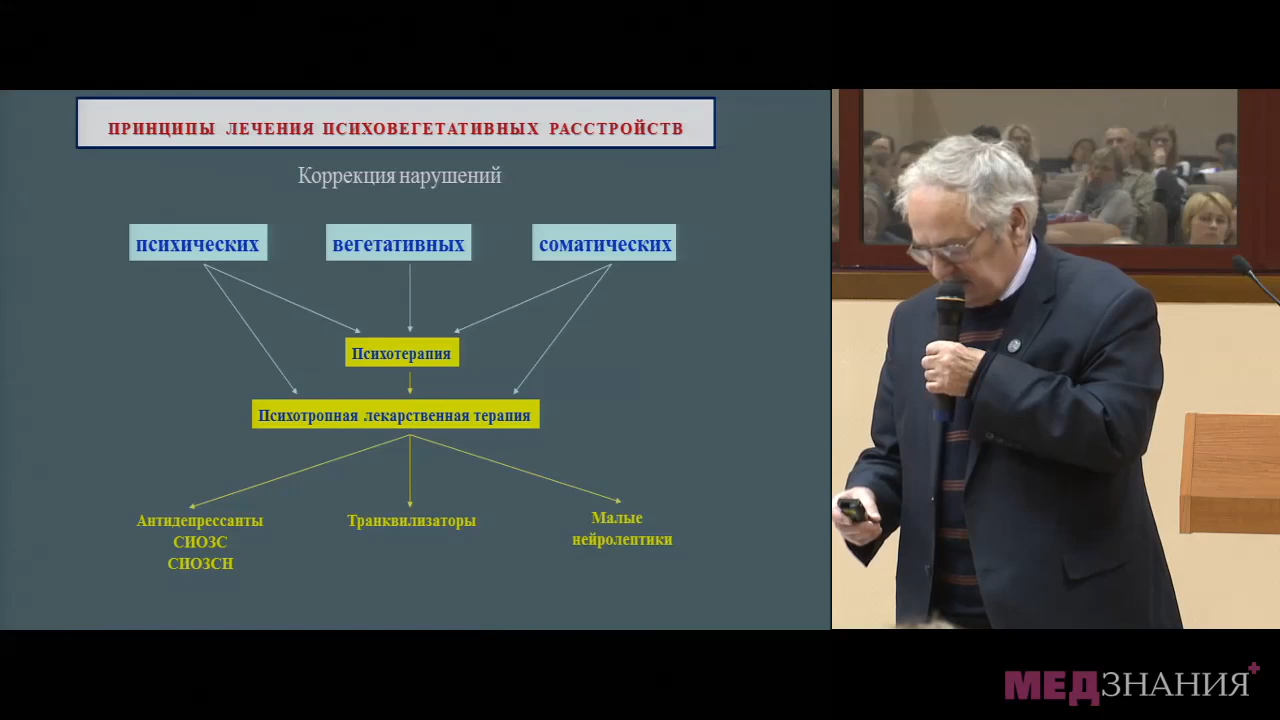 ПРИНЦИПЫ ЛЕЧЕНИЯ ПСИХОВЕГЕТАТИВНЫХ РАССТРОЙСТВ
Коррекция нарушений
психических вегетативных соматических
Психотерапия
Психотропная лекарственная терапия
Антидепрессанты
СИОЗС
СИОЗСН
Транквилизаторы
Малые
нейролептики
МЕДЗНАНИЯ+